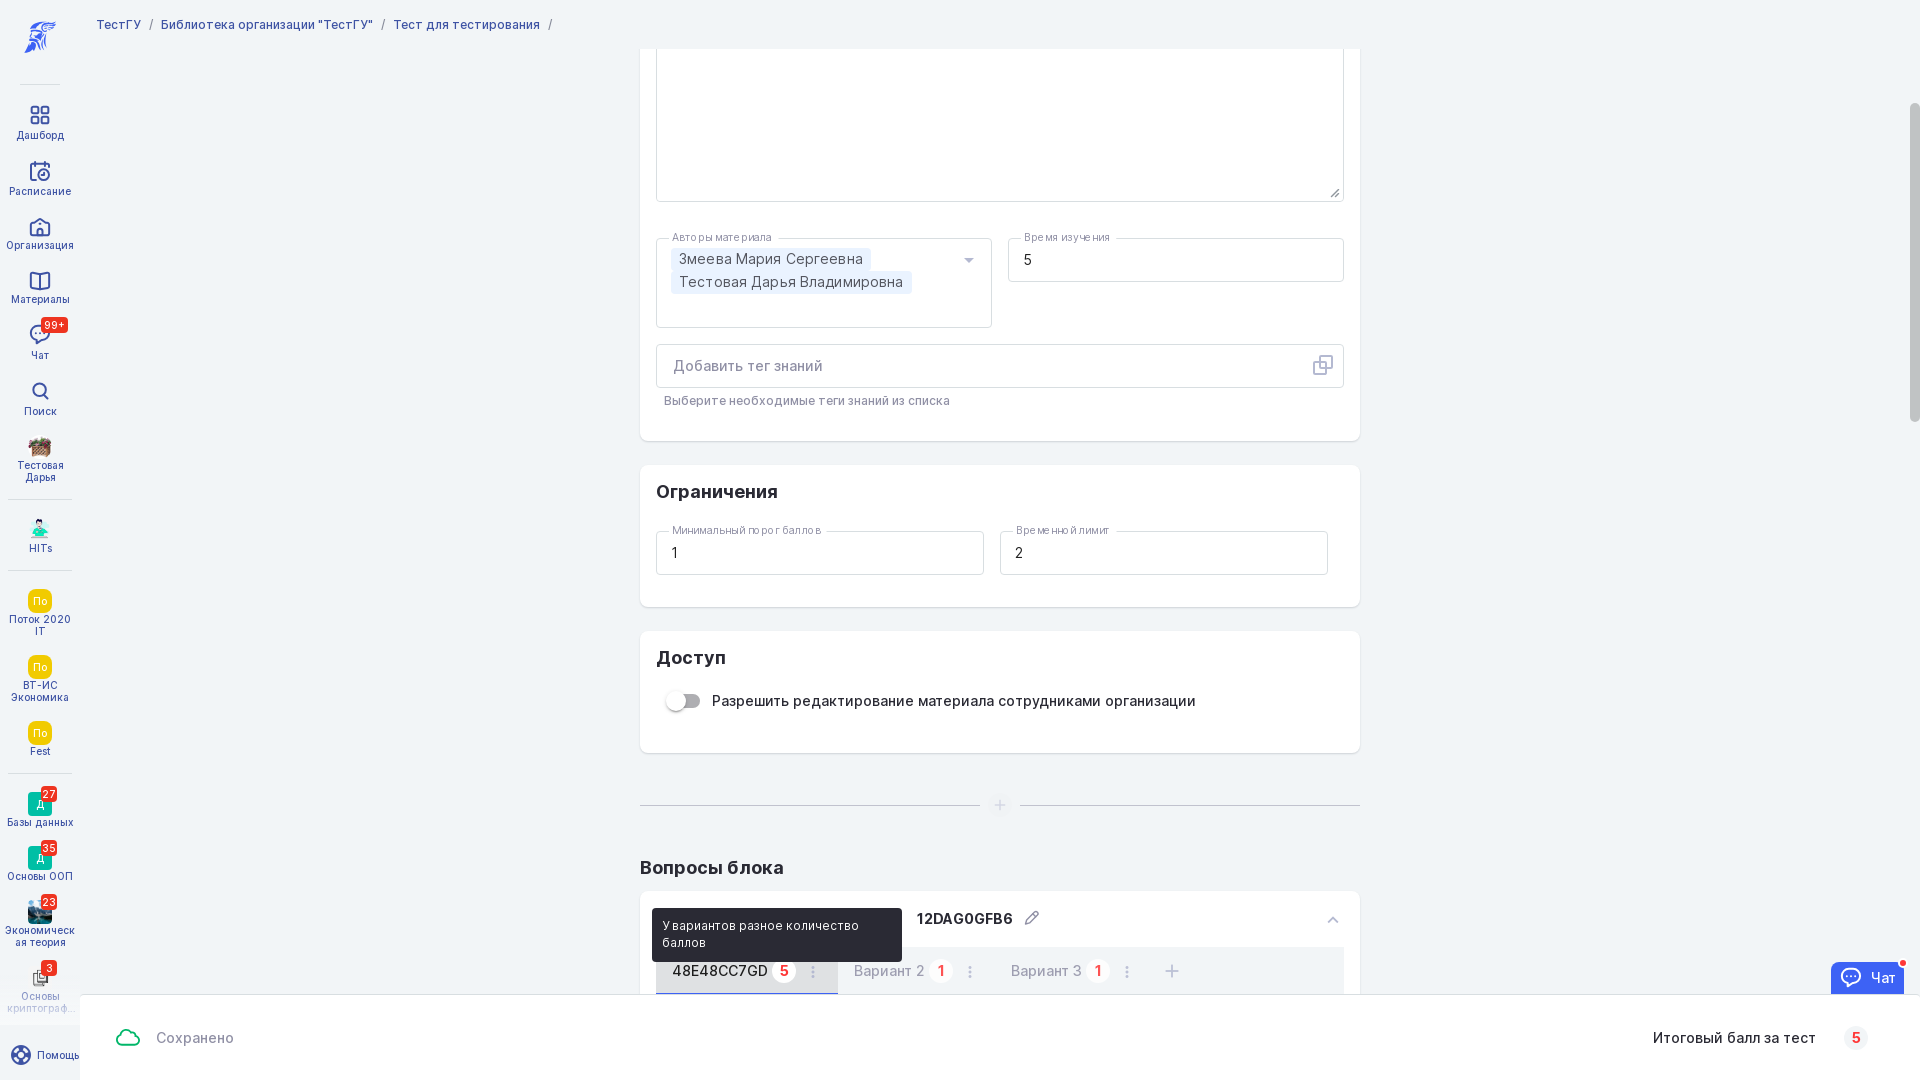 ТестГУ / Библиотека организации "ТестГУ" / Тест для тестирования /
Дашборд
Расписание
Организация
Материалы
99+
Чат
Поиск
Тестовая
Дарья
HITs
По
Поток 2020
IT
По
ВТ-ИС
Экономика
По
Fest
27
Д
Базы данных
35
Д
Основы ООП
23
Экономическ
ая теория
3
Основы
криптограф...
Помощь
Авторы материала
Змеева Мария Сергеевна
Тестовая Дарья Владимировна
Время изучения
5
Добавить тег знаний
Выберите необходимые теги знаний из списка
Ограничения
Минимальный порог баллов
1
Временной лимит
2
Доступ
Разрешить редактирование материала сотрудниками организации
Вопросы блока
У вариантов разное количество
баллов
12DAG0GFB6
48E48CC7GD 5
Вариант 2 1
Вариант 3 1
Чат
Сохранено
Итоговый балл за тест 5